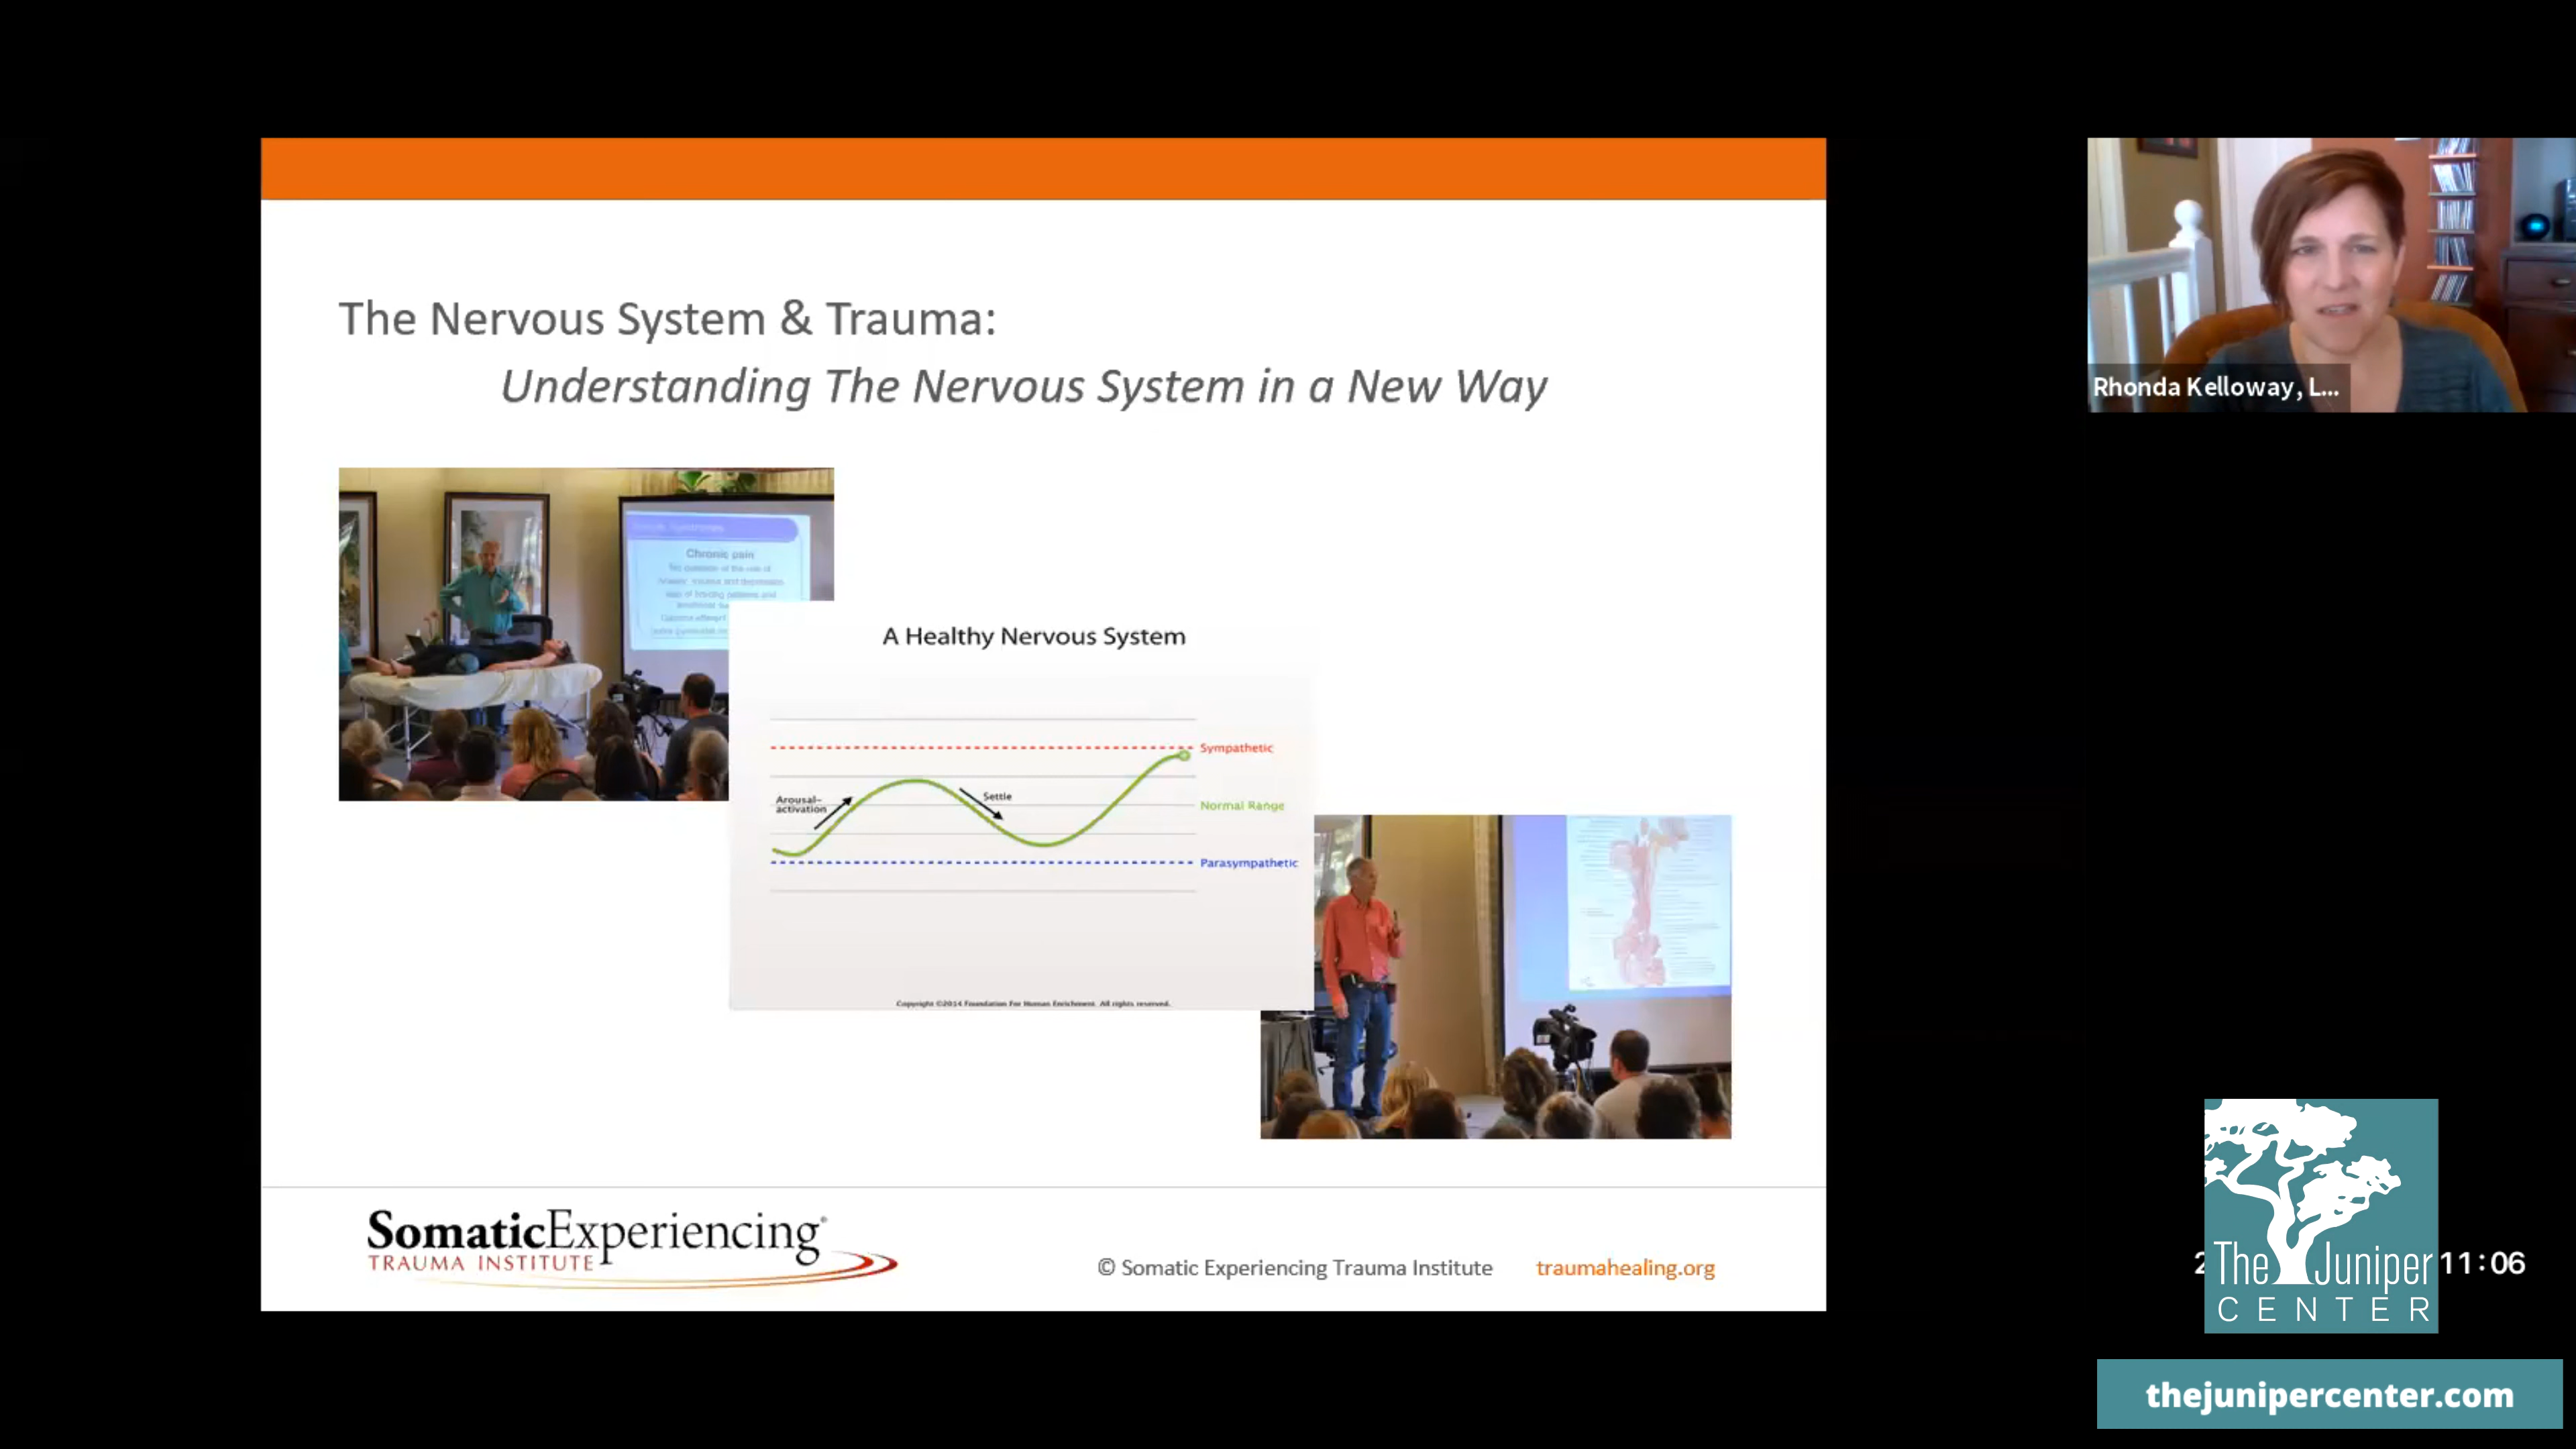 The Nervous System & Trauma:
Understanding The Nervous System in a New Way
Rhonda Kelloway, L...
Chronic pain
A Healthy Nervous System
Sympathetic
Arousal-
activation
Settle
Normal Range
Parasympathetic
Copyright ©2014 Foundation For Human Enrichment. All rights reserved.
SomaticExperiencing®
TRAUMA INSTITUTE
© Somatic Experiencing Trauma Institute traumahealing.org
The Juniper
CENTER
11:06
thejunipercenter.com